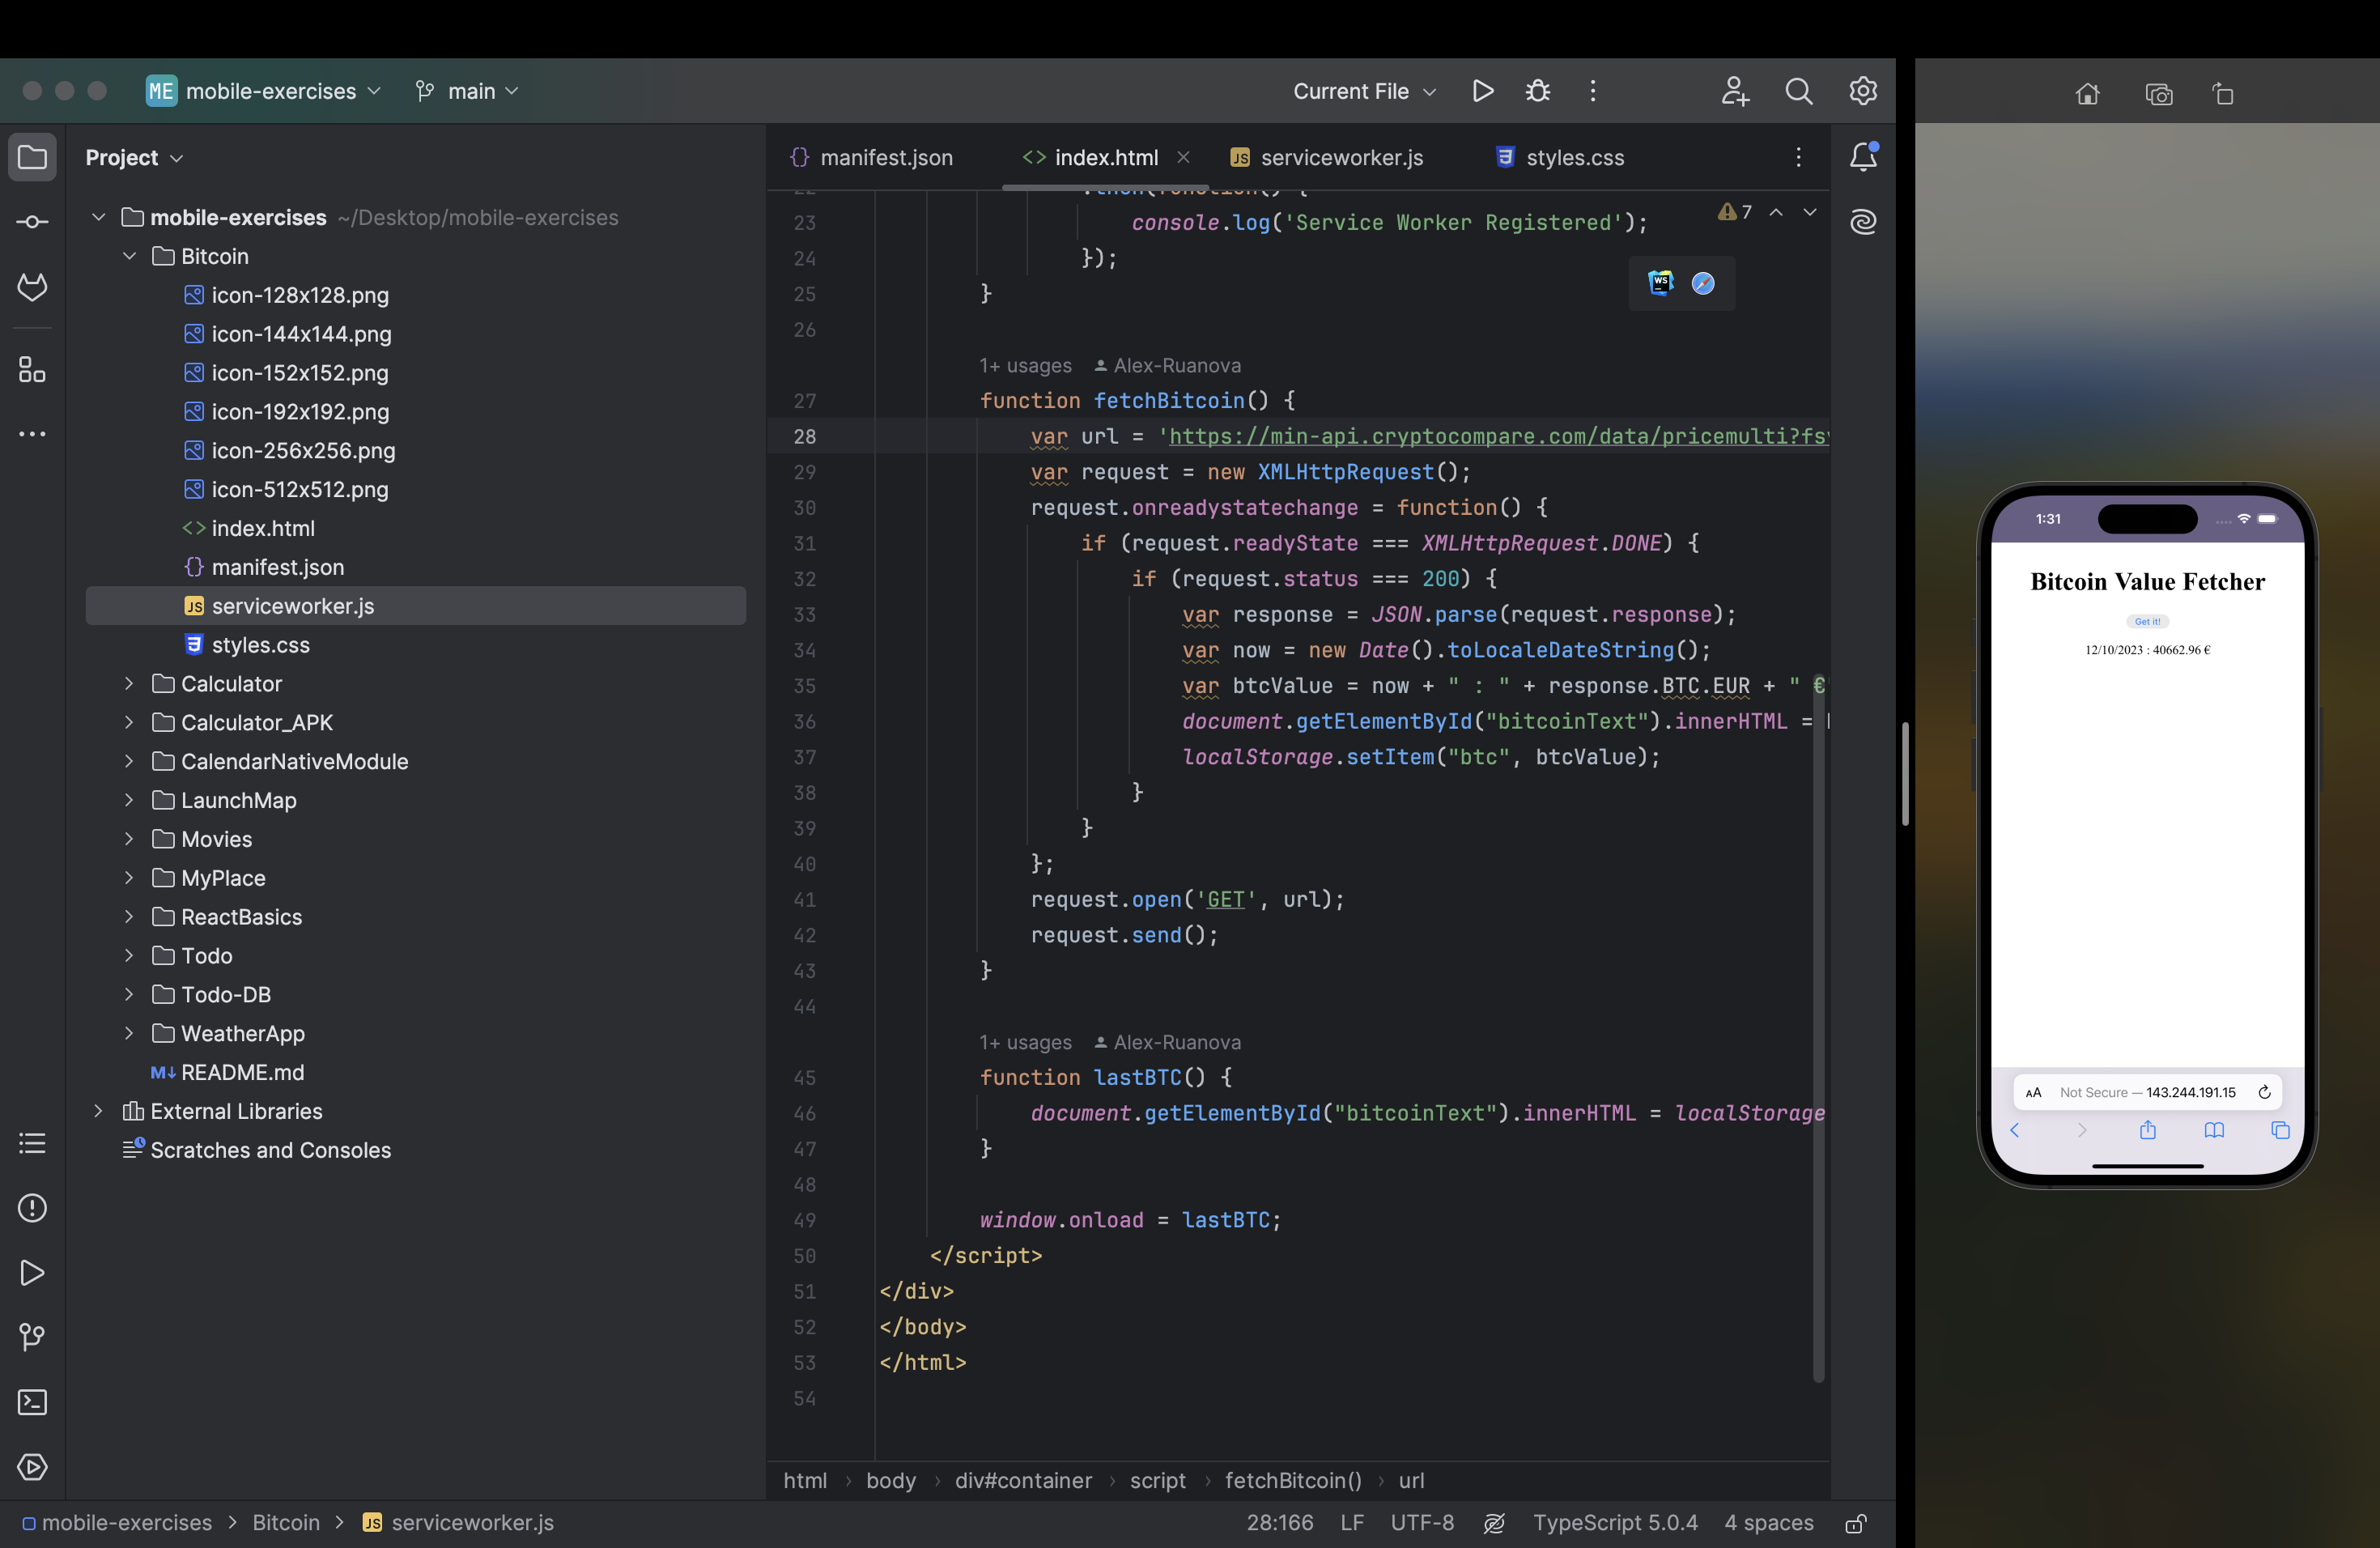 ME mobile-exercises main Current File
Project
mobile-exercises ~/Desktop/mobile-exercises
Bitcoin
icon-128x128.png
icon-144x144.png
icon-152x152.png
icon-192x192.png
icon-256x256.png
icon-512x512.png
index.html
manifest.json
JS serviceworker.js
styles.css
Calculator
Calculator_APK
CalendarNativeModule
LaunchMap
Movies
MyPlace
ReactBasics
Todo
Todo-DB
WeatherApp
M↓ README.md
External Libraries
Scratches and Consoles
manifest.json index.html JS serviceworker.js styles.css
7
WS
22 .then(function() {
23 console.log('Service Worker Registered');
24 });
25 }
26
1+ usages Alex-Ruanova
27 function fetchBitcoin() {
28 var url = 'https://min-api.cryptocompare.com/data/pricemulti?fsy
29 var request = new XMLHttpRequest();
30 request.onreadystatechange = function() {
31 if (request.readyState === XMLHttpRequest.DONE) {
32 if (request.status === 200) {
33 var response = JSON.parse(request.response);
34 var now = new Date().toLocaleDateString();
35 var btcValue = now + " : " + response.BTC.EUR + " €
36 document.getElementById("bitcoinText").innerHTML =
37 localStorage.setItem("btc", btcValue);
38 }
39 }
40 };
41 request.open('GET', url);
42 request.send();
43 }
44
1+ usages Alex-Ruanova
45 function lastBTC() {
46 document.getElementById("bitcoinText").innerHTML = localStorage
47 }
48
49 window.onload = lastBTC;
50 </script>
51 </div>
52 </body>
53 </html>
54
html › body › div#container › script › fetchBitcoin() › url
mobile-exercises > Bitcoin > JS serviceworker.js
28:166 LF UTF-8 TypeScript 5.0.4 4 spaces
1:31
Bitcoin Value Fetcher
Get it!
12/10/2023 : 40662.96 €
AA Not Secure — 143.244.191.15